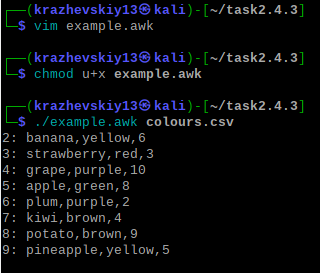 ┌──(krazhevskiy13㉿kali)-[~/task2.4.3]
└─$ vim example.awk
┌──(krazhevskiy13㉿kali)-[~/task2.4.3]
└─$ chmod u+x example.awk
┌──(krazhevskiy13㉿kali)-[~/task2.4.3]
└─$ ./example.awk colours.csv
2: banana,yellow,6
3: strawberry,red,3
4: grape,purple,10
5: apple,green,8
6: plum,purple,2
7: kiwi,brown,4
8: potato,brown,9
9: pineapple,yellow,5